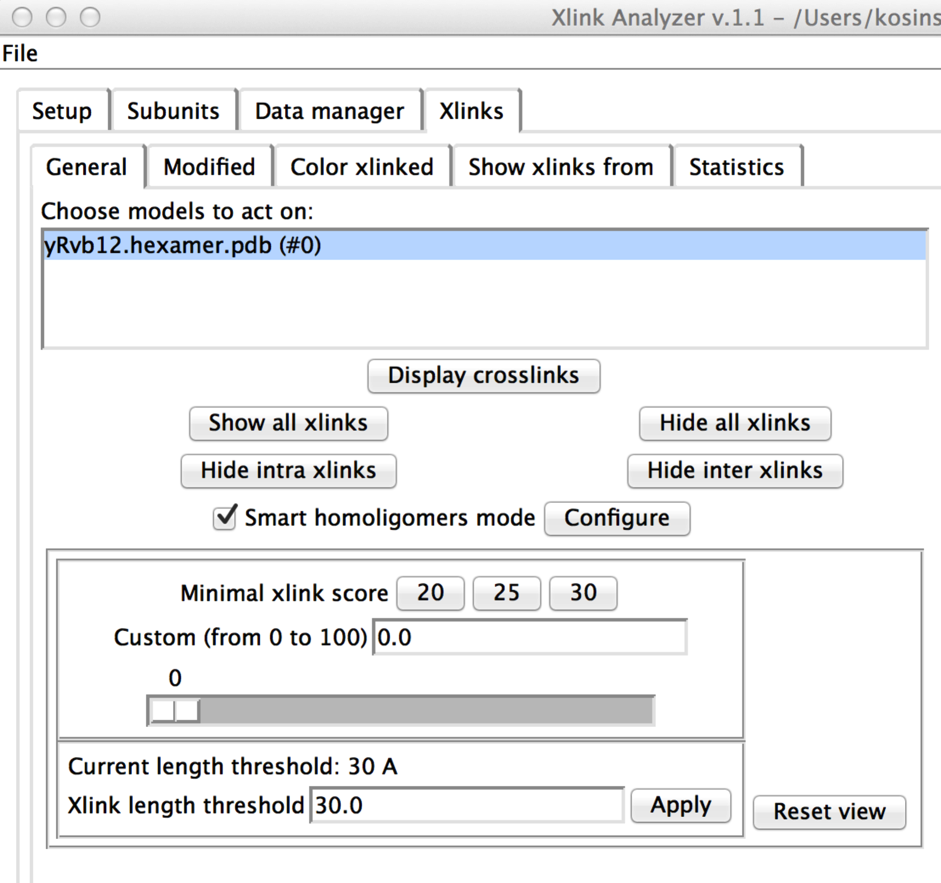 Xlink Analyzer v.1.1 – /Users/kosins
File
Setup Subunits Data manager Xlinks
General Modified Color xlinked Show xlinks from Statistics
Choose models to act on:
yRvb12.hexamer.pdb (#0)
Display crosslinks
Show all xlinks Hide all xlinks
Hide intra xlinks Hide inter xlinks
Smart homoligomers mode Configure
Minimal xlink score 20 25 30
Custom (from 0 to 100) 0.0
0
Current length threshold: 30 A
Xlink length threshold 30.0 Apply Reset view